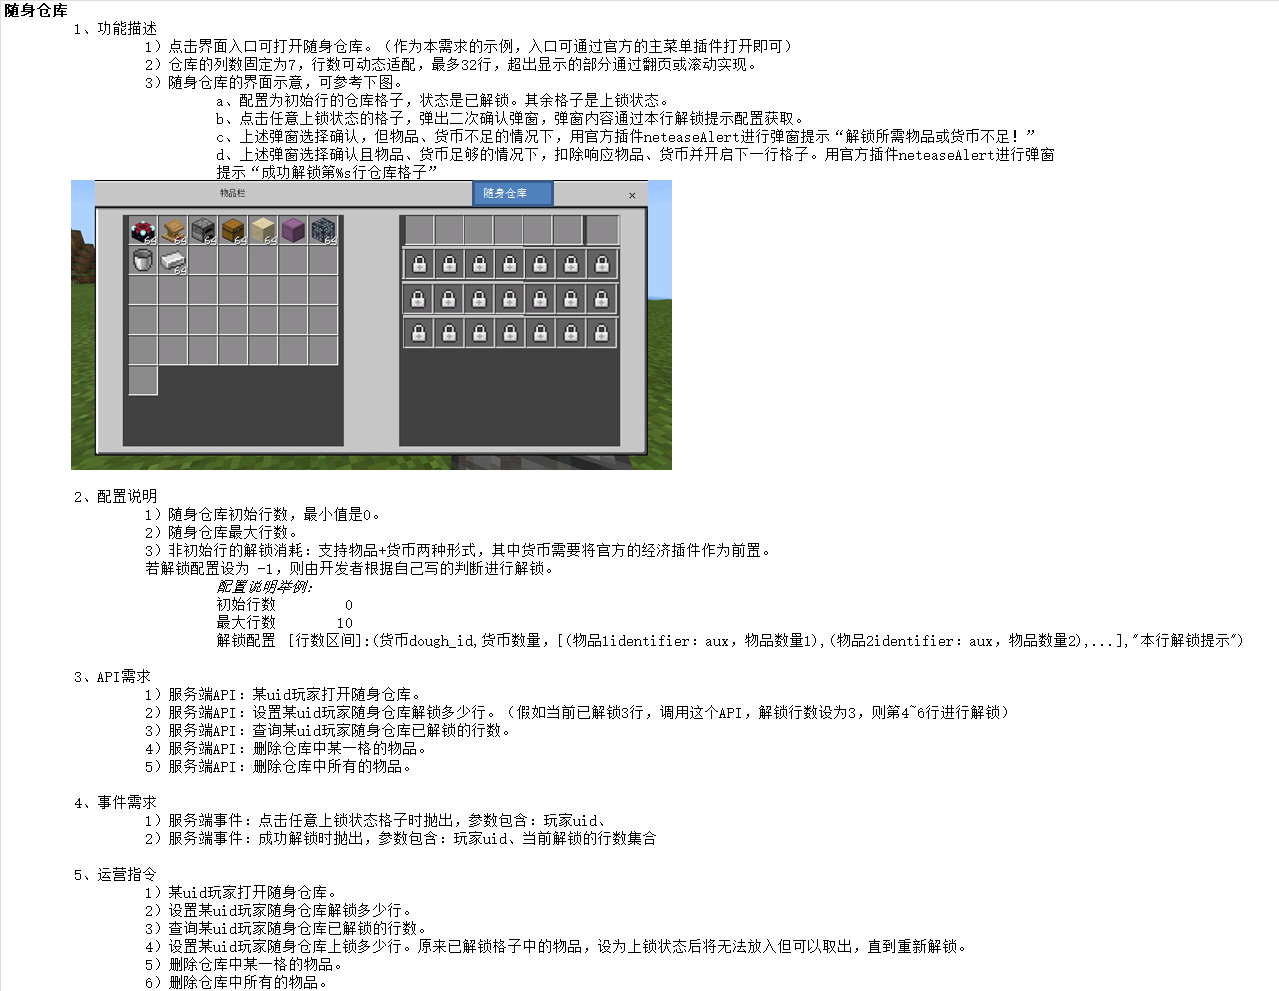 随身仓库
1、功能描述
1）点击界面入口可打开随身仓库。（作为本需求的示例，入口可通过官方的主菜单插件打开即可）
2）仓库的列数固定为7，行数可动态适配，最多32行，超出显示的部分通过翻页或滚动实现。
3）随身仓库的界面示意，可参考下图。
a、配置为初始行的仓库格子，状态是已解锁。其余格子是上锁状态。
b、点击任意上锁状态的格子，弹出二次确认弹窗，弹窗内容通过本行解锁提示配置获取。
c、上述弹窗选择确认，但物品、货币不足的情况下，用官方插件neteaseAlert进行弹窗提示“解锁所需物品或货币不足！”
d、上述弹窗选择确认且物品、货币足够的情况下，扣除响应物品、货币并开启下一行格子。用官方插件neteaseAlert进行弹窗
提示“成功解锁第%s行仓库格子”
物品栏 随身仓库 ×
64 64 64 64 64 64
64
2、配置说明
1）随身仓库初始行数，最小值是0。
2）随身仓库最大行数。
3）非初始行的解锁消耗：支持物品+货币两种形式，其中货币需要将官方的经济插件作为前置。
若解锁配置设为 -1，则由开发者根据自己写的判断进行解锁。
配置说明举例：
初始行数 0
最大行数 10
解锁配置 [行数区间]:(货币dough_id,货币数量，[(物品1identifier：aux，物品数量1),(物品2identifier：aux，物品数量2),...],"本行解锁提示")
3、API需求
1）服务端API：某uid玩家打开随身仓库。
2）服务端API：设置某uid玩家随身仓库解锁多少行。（假如当前已解锁3行，调用这个API，解锁行数设为3，则第4~6行进行解锁）
3）服务端API：查询某uid玩家随身仓库已解锁的行数。
4）服务端API：删除仓库中某一格的物品。
5）服务端API：删除仓库中所有的物品。
4、事件需求
1）服务端事件：点击任意上锁状态格子时抛出，参数包含：玩家uid、
2）服务端事件：成功解锁时抛出，参数包含：玩家uid、当前解锁的行数集合
5、运营指令
1）某uid玩家打开随身仓库。
2）设置某uid玩家随身仓库解锁多少行。
3）查询某uid玩家随身仓库已解锁的行数。
4）设置某uid玩家随身仓库上锁多少行。原来已解锁格子中的物品，设为上锁状态后将无法放入但可以取出，直到重新解锁。
5）删除仓库中某一格的物品。
6）删除仓库中所有的物品。